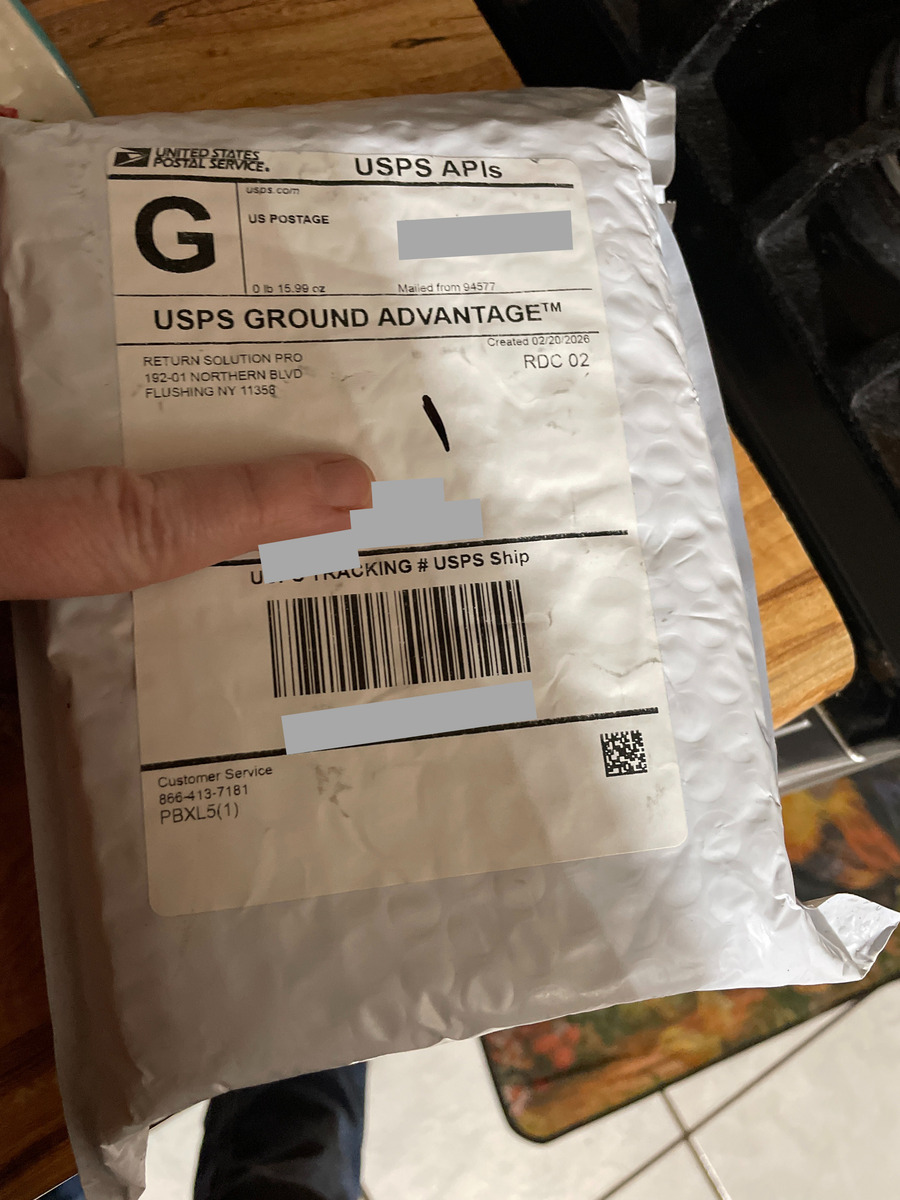 UNITED STATES
POSTAL SERVICE.
USPS APIs
G
usps.com
US POSTAGE
0 lb 15.99 oz
Mailed from 94577
USPS GROUND ADVANTAGE™
Created 02/20/2026
RETURN SOLUTION PRO
RDC 02
192-01 NORTHERN BLVD
FLUSHING NY 11358
TRACKING # USPS Ship
Customer Service
866-413-7181
PBXL5(1)